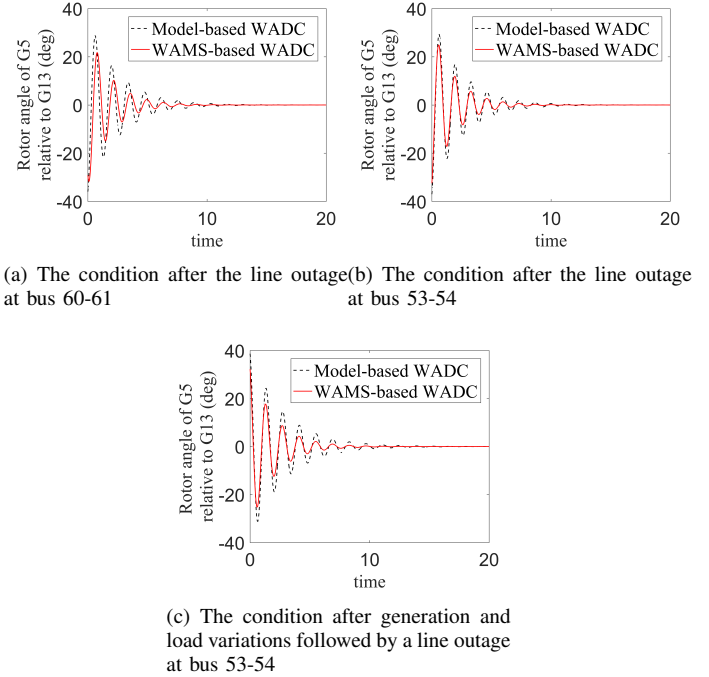 40
20
0
-20
-40
Rotor angle of G5
relative to G13 (deg)
Model-based WADC
WAMS-based WADC
0
10
20
time
(a) The condition after the line outage
at bus 60-61
40
20
0
-20
-40
Rotor angle of G5
relative to G13 (deg)
Model-based WADC
WAMS-based WADC
0
10
20
time
(b) The condition after the line outage
at bus 53-54
40
20
0
-20
-40
Rotor angle of G5
relative to G13 (deg)
Model-based WADC
WAMS-based WADC
0
10
20
time
(c) The condition after generation and
load variations followed by a line outage
at bus 53-54